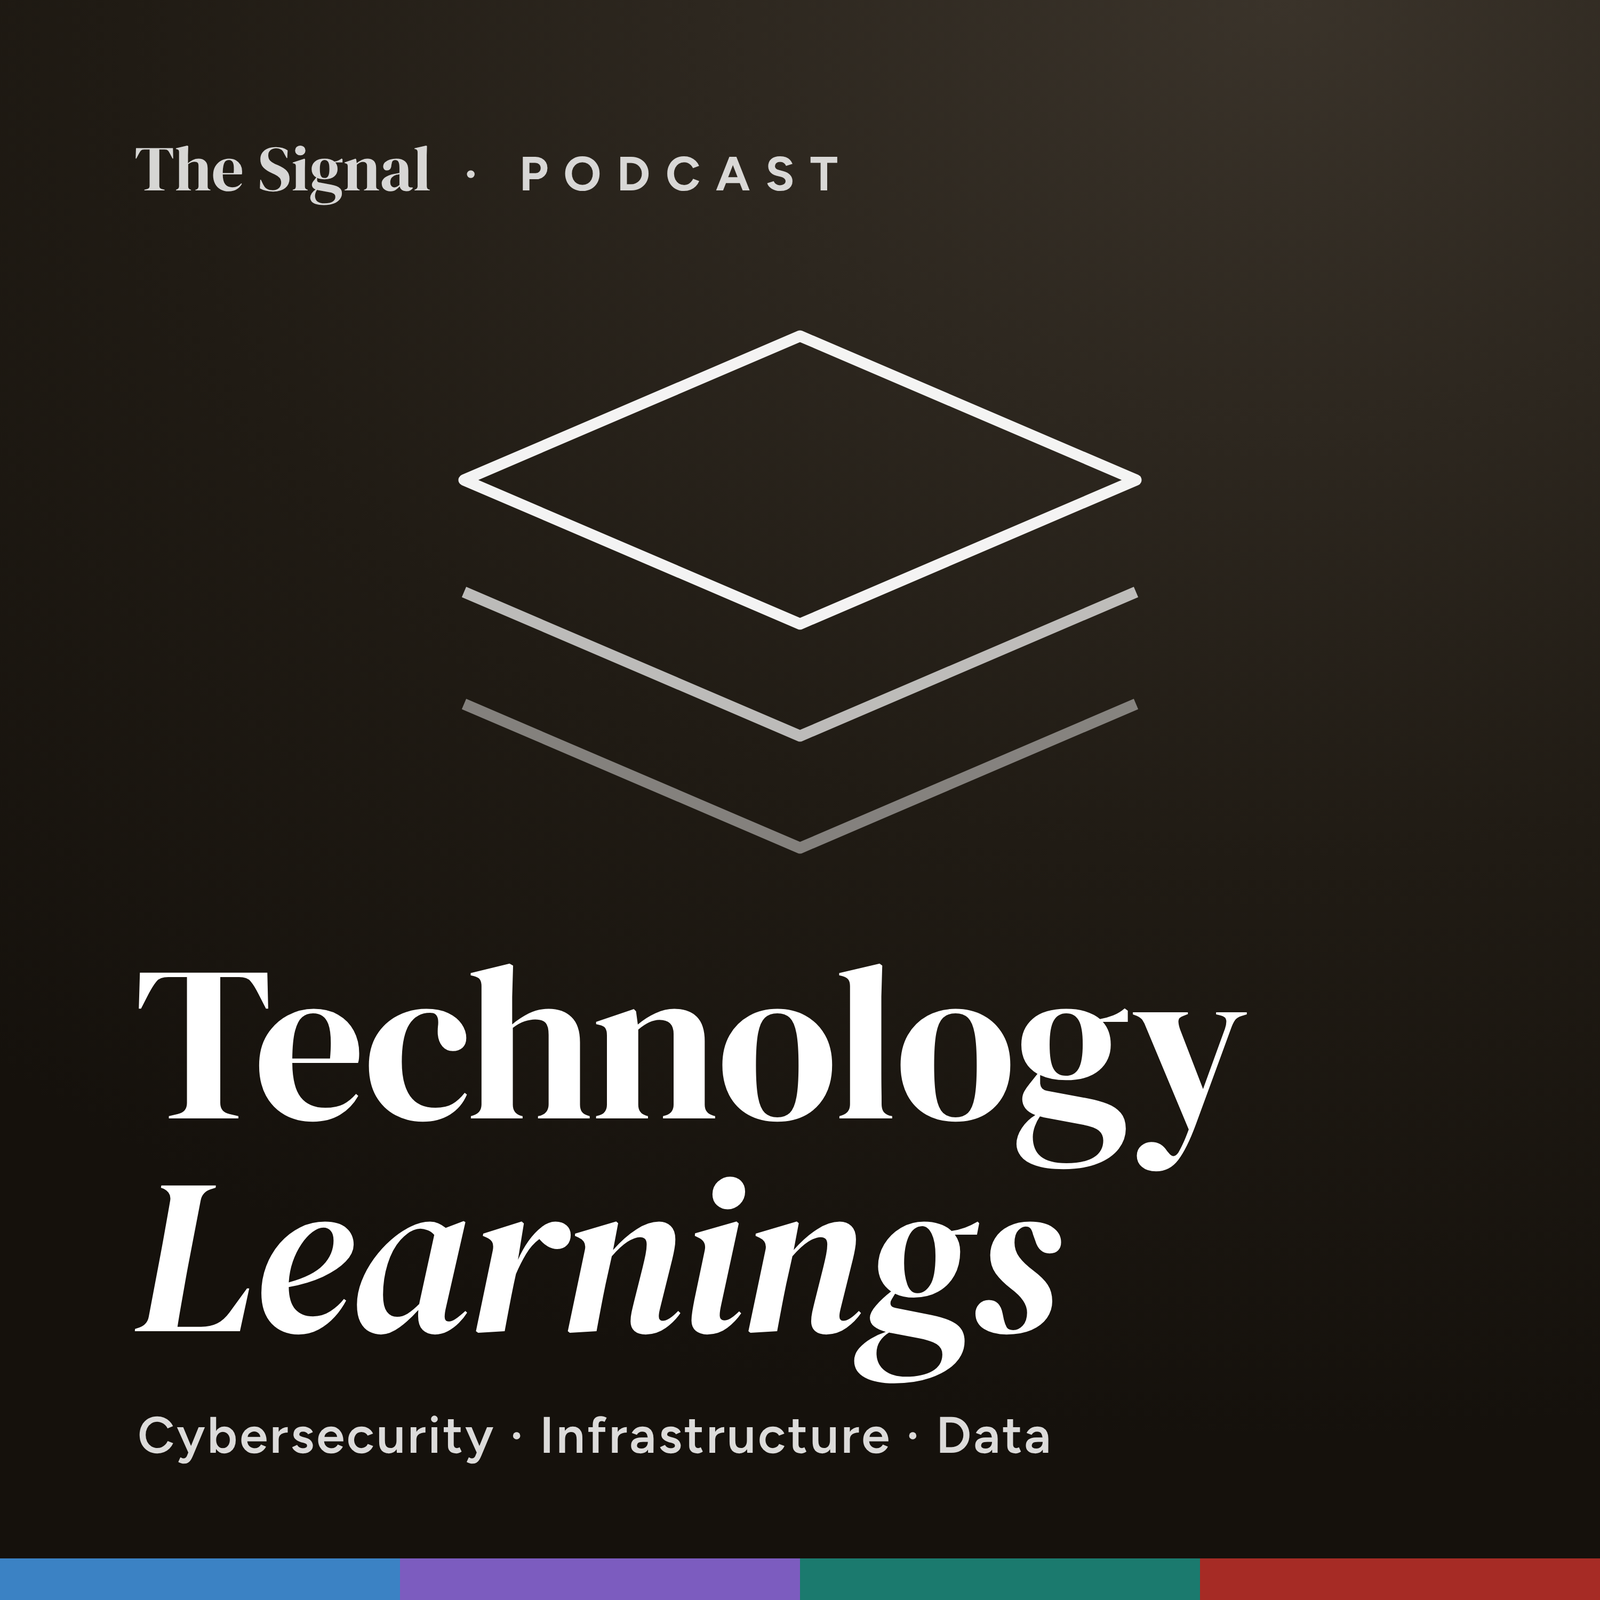 The Signal · PODCAST
Technology
Learnings
Cybersecurity · Infrastructure · Data